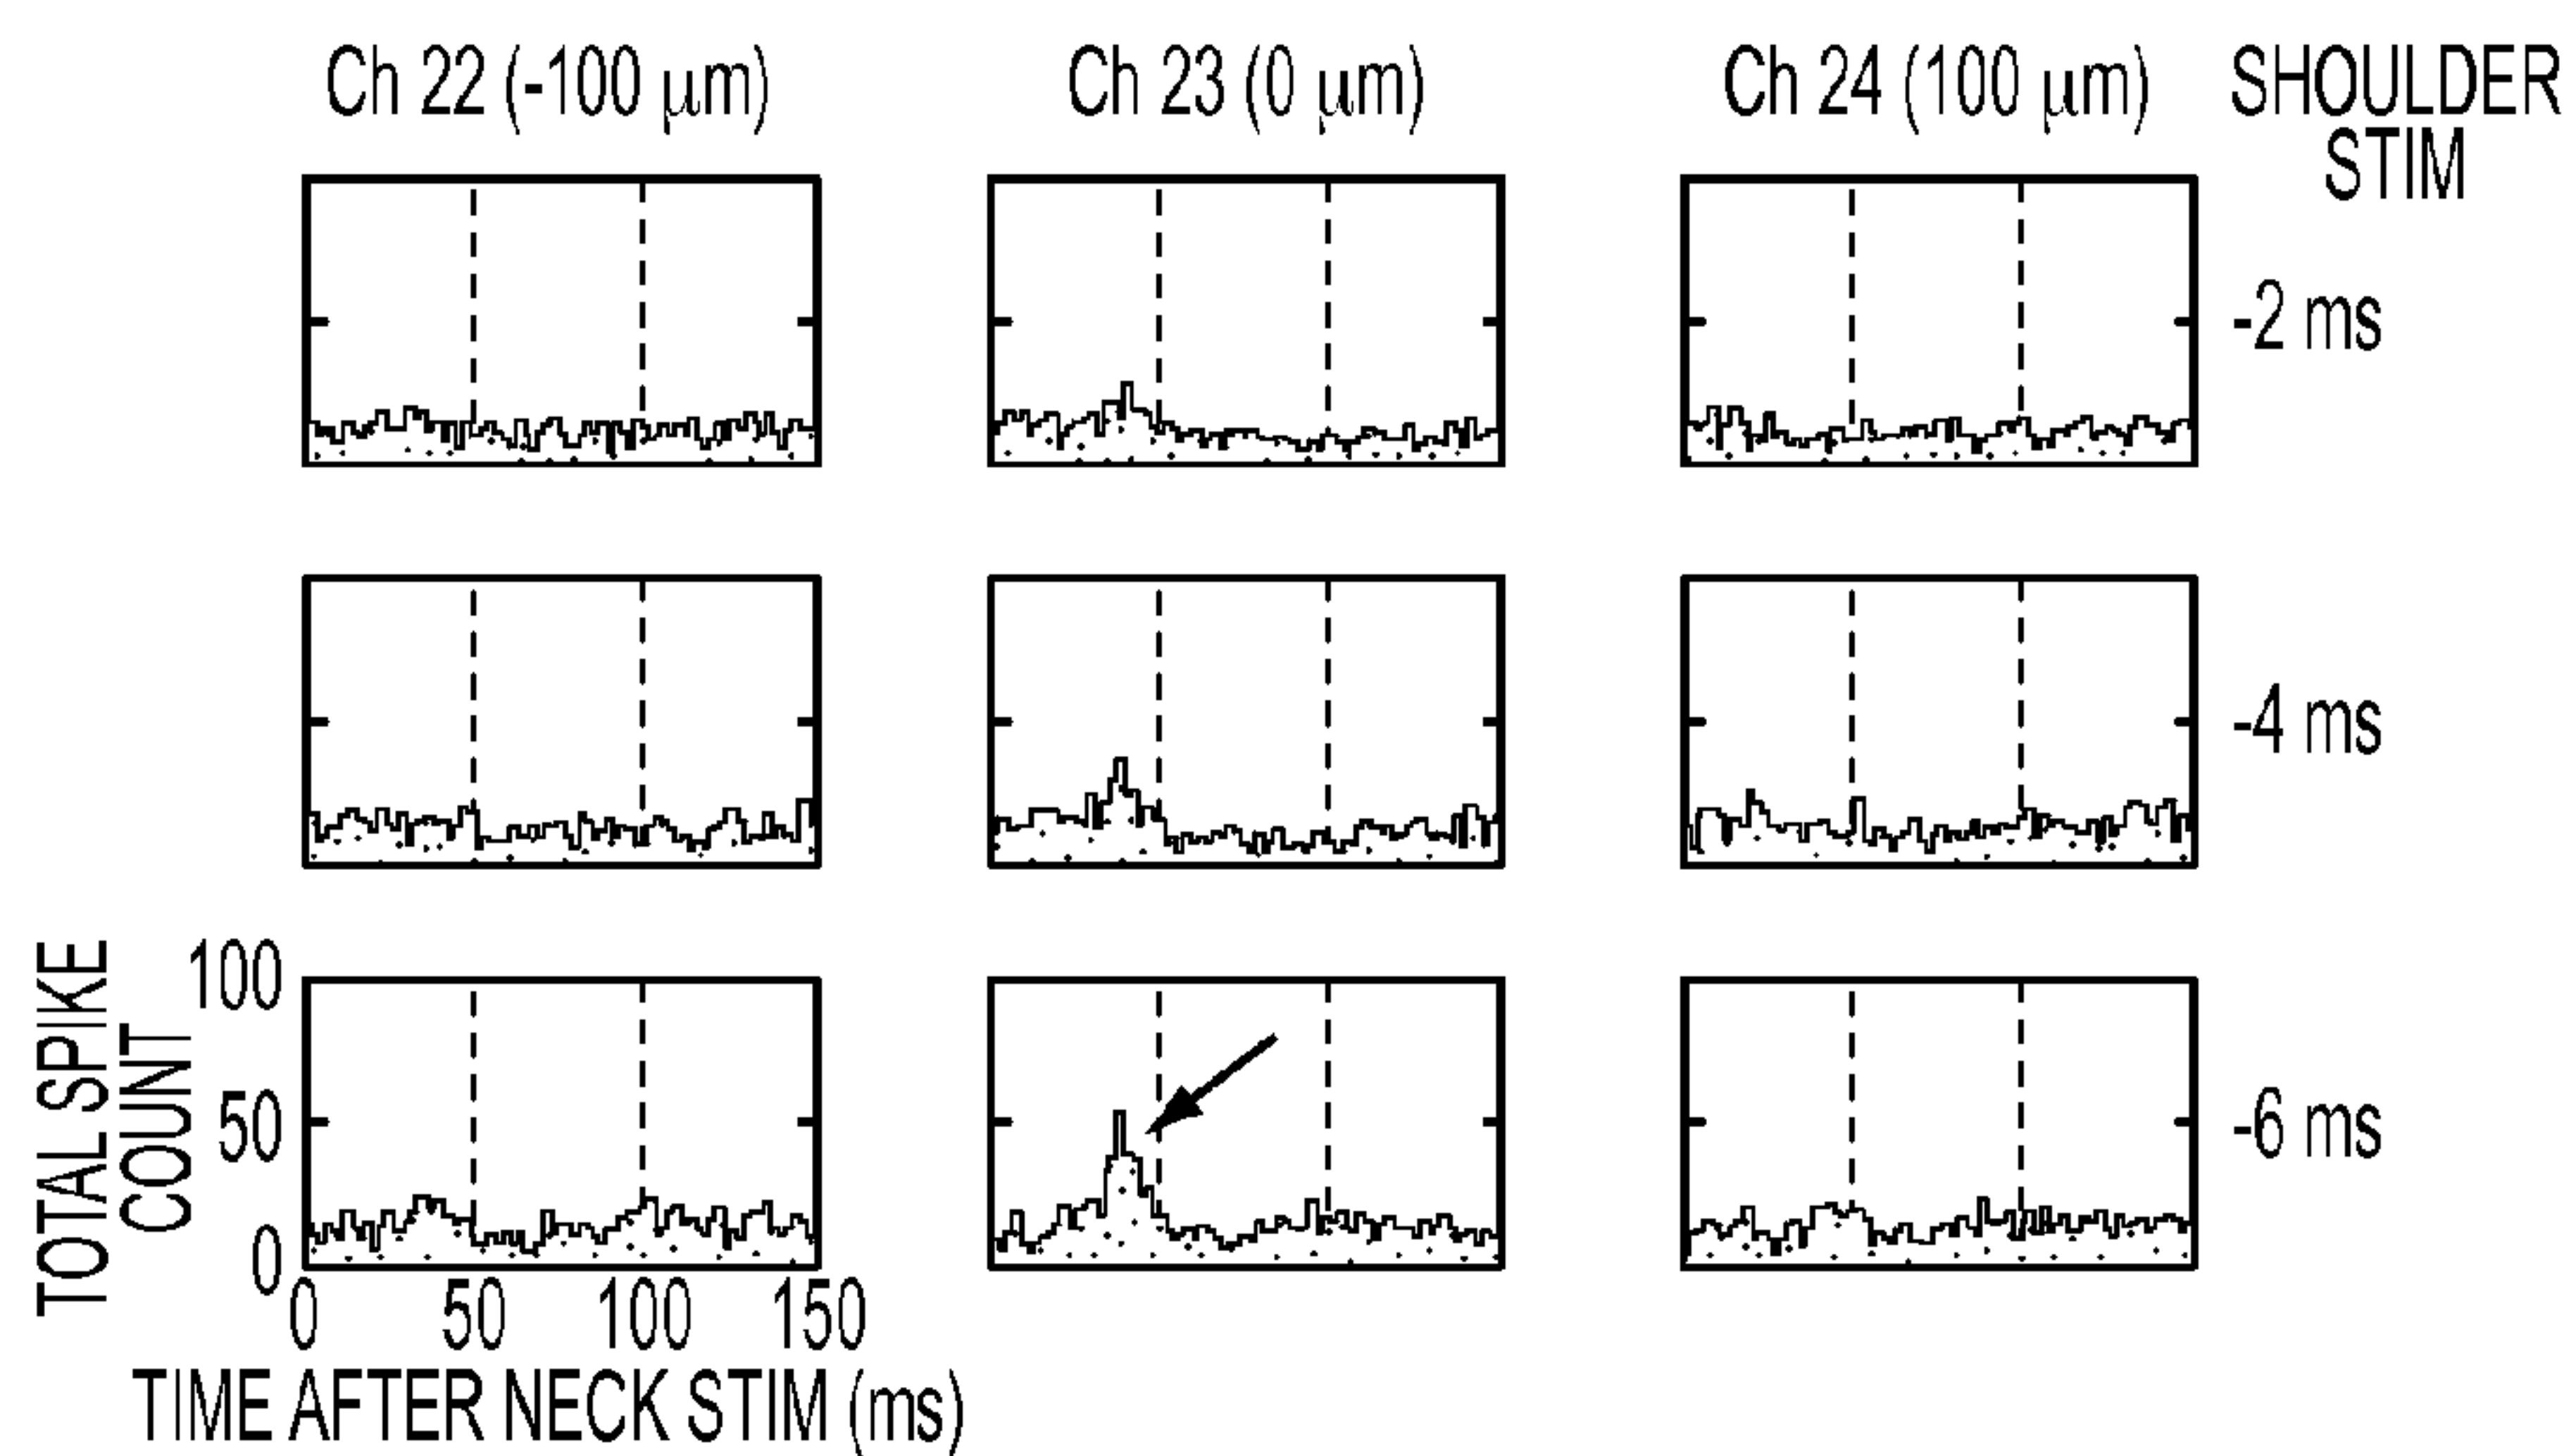 Ch 22 (-100 μm)
Ch 23 (0 μm)
Ch 24 (100 μm)
SHOULDER
STIM
-2 ms
-4 ms
-6 ms
TOTAL SPIKE
COUNT
100
50
0
0
50
100
150
TIME AFTER NECK STIM (ms)